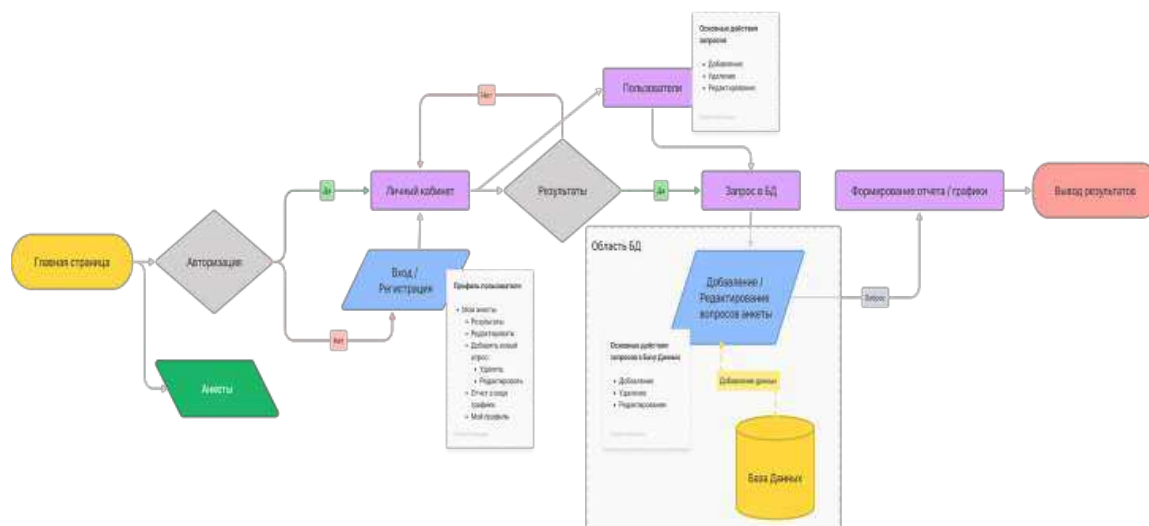 Основные действия
запросов
Добавление
Удаление
Редактирование
Пользователи
Нет
Личный кабинет
Результаты
Да
Да
Запрос в БД
Формирование отчета / графики
Вывод результатов
Главная страница
Авторизация
Вход /
Регистрация
Нет
Анкеты
Профиль пользователя
Мои анкеты
Результаты
Редактировать
Добавить новый
опрос
Удалить
Редактировать
Отчет в виде
графика
Мой профиль
Область БД
Добавление /
Редактирование
вопросов анкеты
Запрос
Основные действия
запросов в Базу Данных
Добавление
Удаление
Редактирование
Добавление данных
База Данных